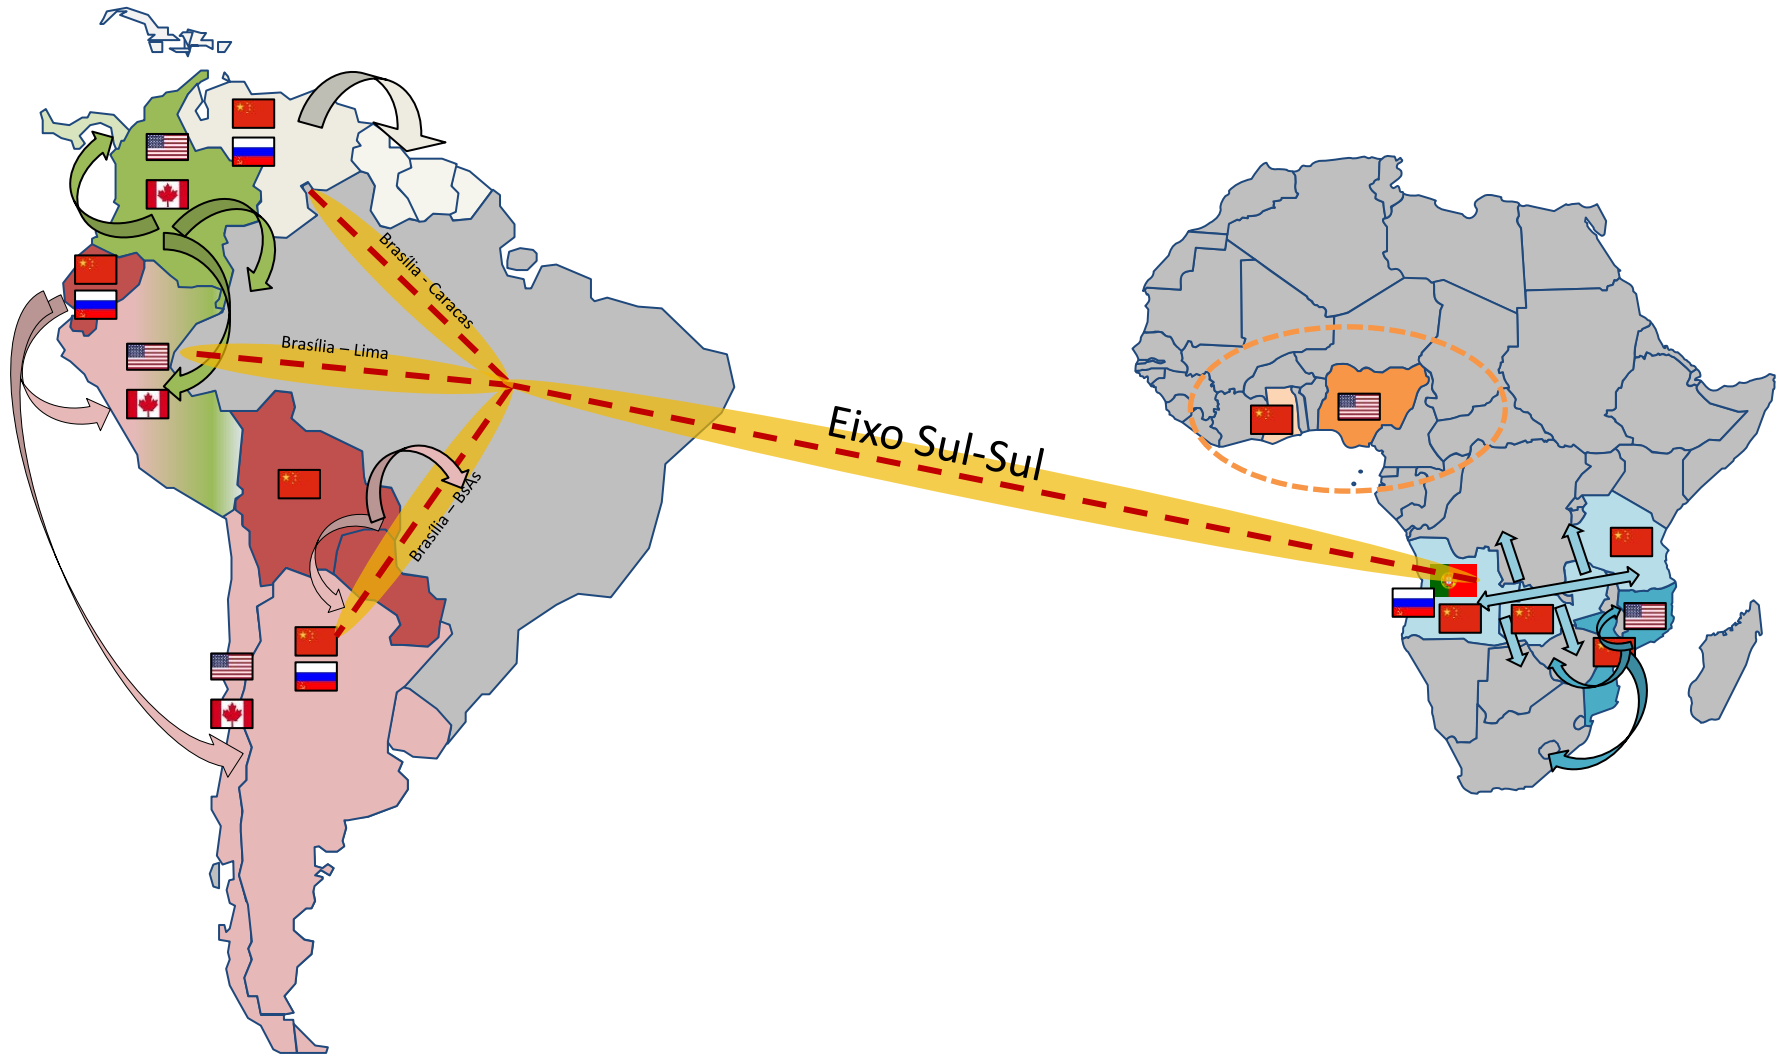 Brasília - Caracas
Brasília – Lima
Eixo Sul-Sul
Brasília – BsAs